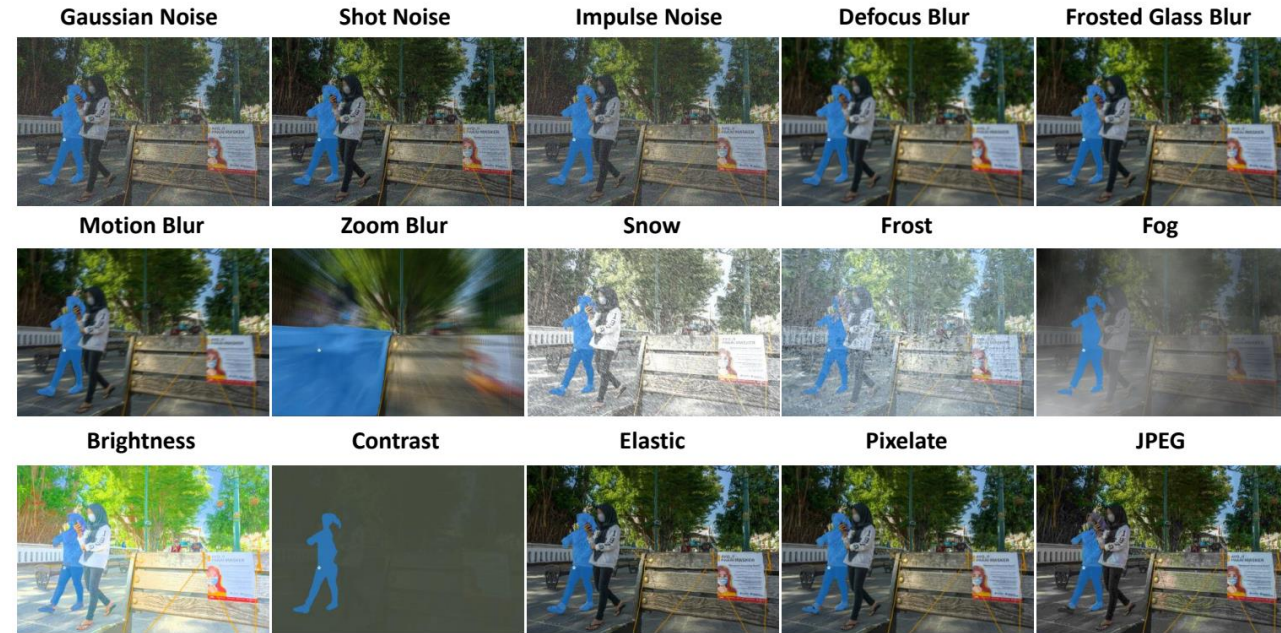 Gaussian Noise
Shot Noise
Impulse Noise
Defocus Blur
Frosted Glass Blur
Motion Blur
Zoom Blur
Snow
Frost
Fog
Brightness
Contrast
Elastic
Pixelate
JPEG